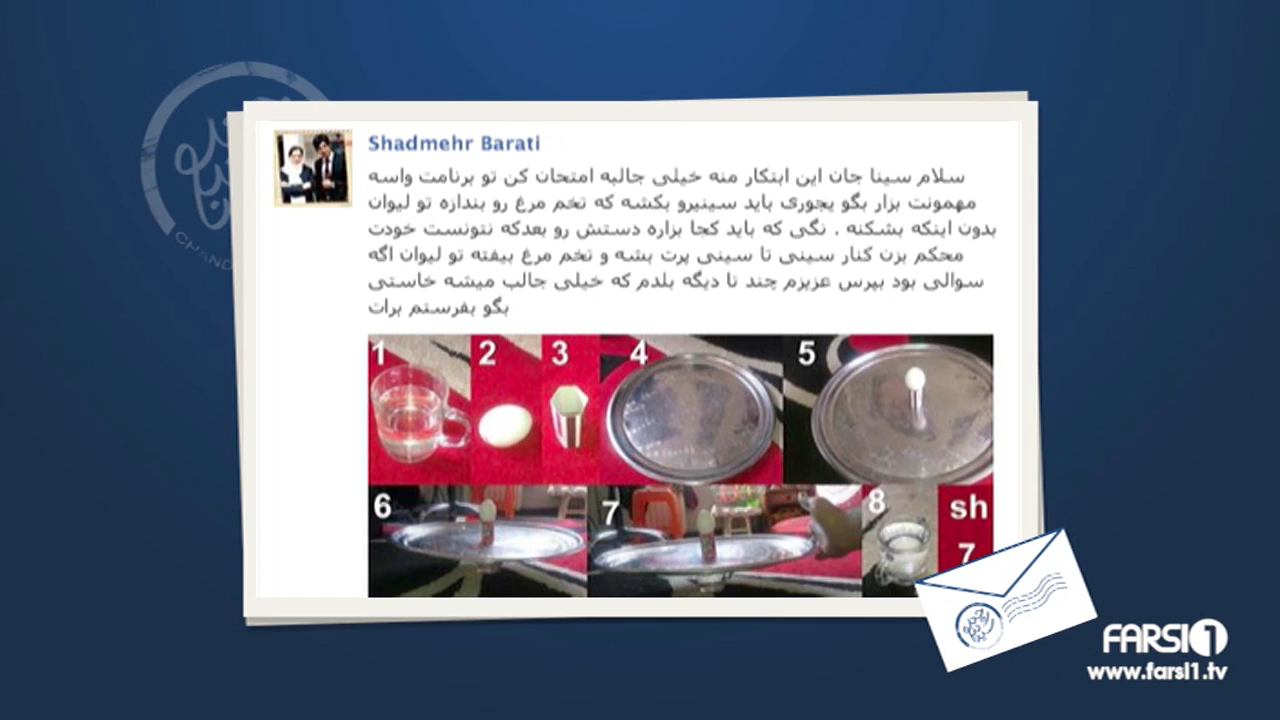 Shadmehr Barati
سلام سینا جان این ابتکار منه خیلی جالبه امتحان کن تو برنامت واسه
مهمونت بزار بگو یجوری باید سینیرو بکشه که تخم مرغ رو بندازه تو لیوان
بدون اینکه بشکنه . نگی که باید کجا بزاره دستش رو بعدکه نتونست خودت
محکم بزن کنار سینی تا سینی پرت بشه و تخم مرغ بیفته تو لیوان اگه
سوالی بود بپرس عزیزم چند تا دیگه بلدم که خیلی جالب میشه خاستی
بگو بفرستم برات
1 2 3 4 5
6 7 8 sh
7
FARSI1
www.farsi1.tv